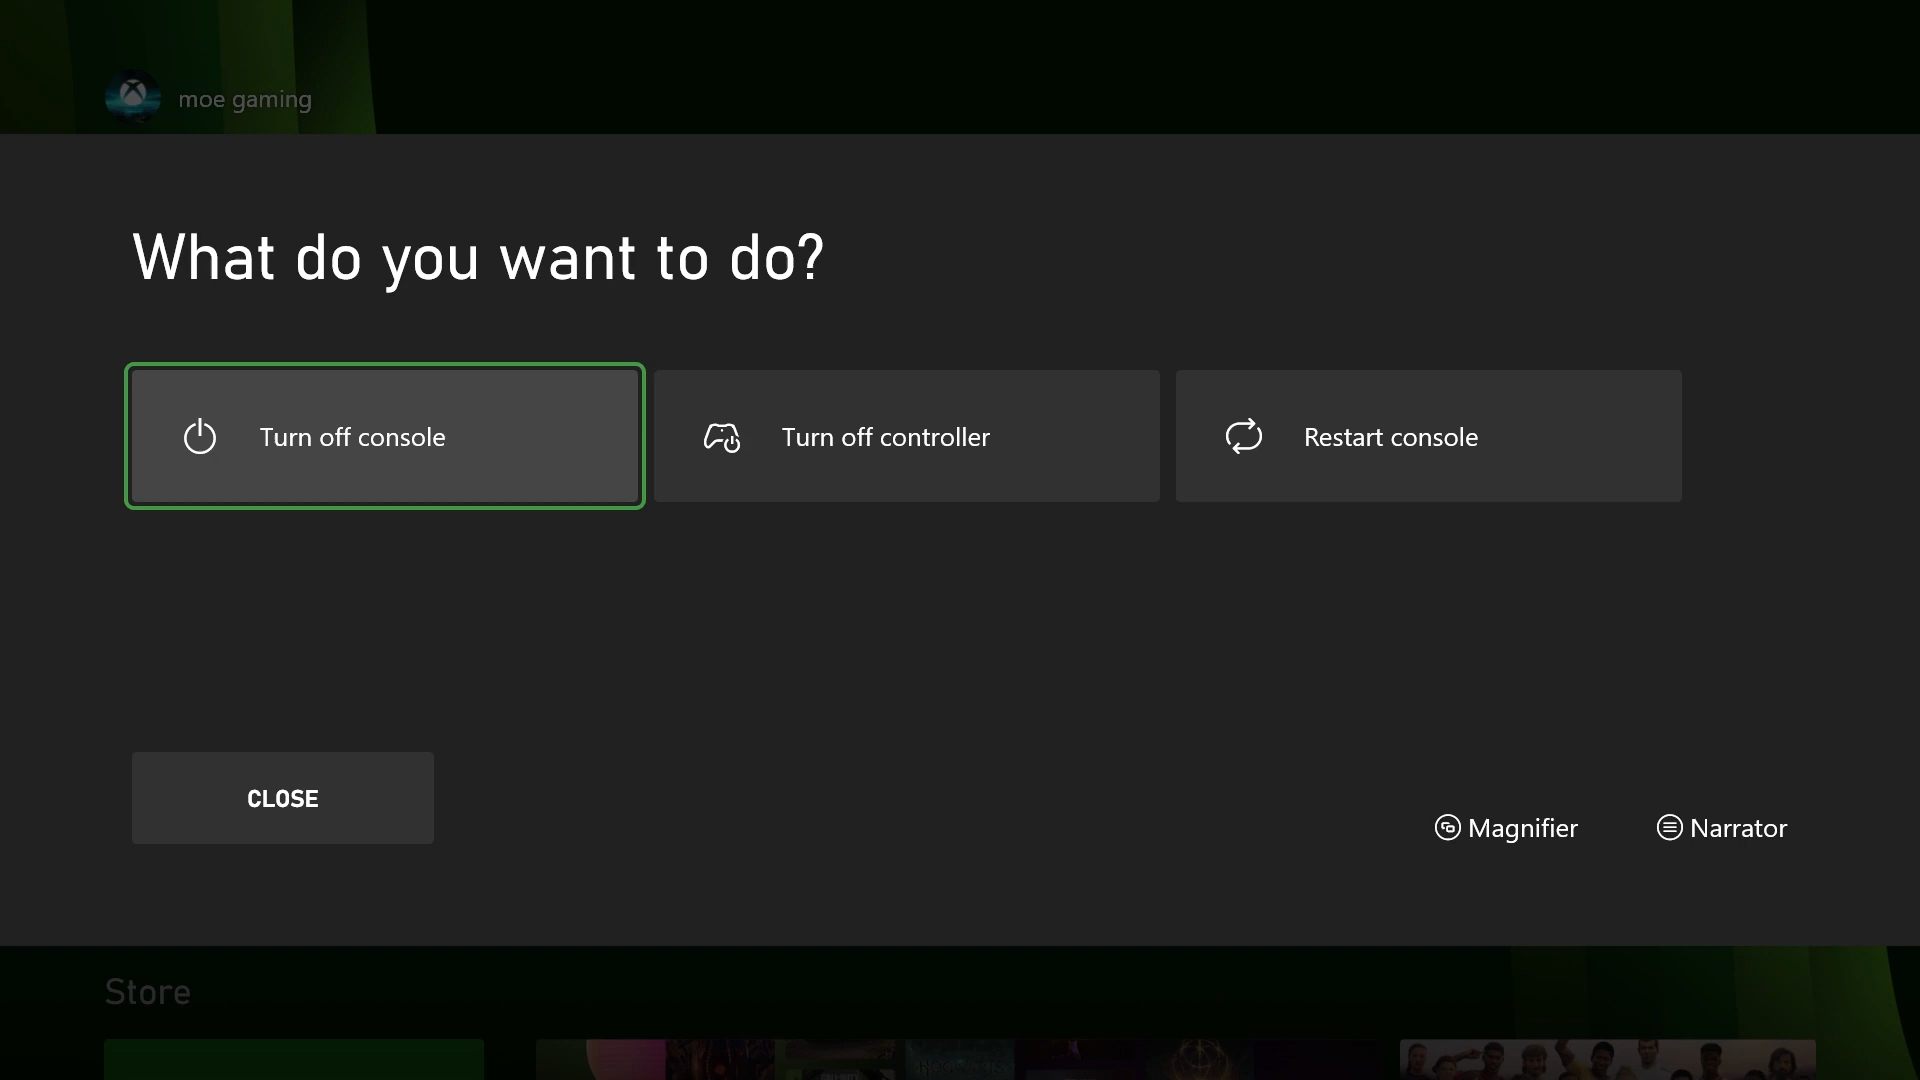 moe gaming
What do you want to do?
Turn off console
Turn off controller
Restart console
CLOSE
Magnifier
Narrator
Store